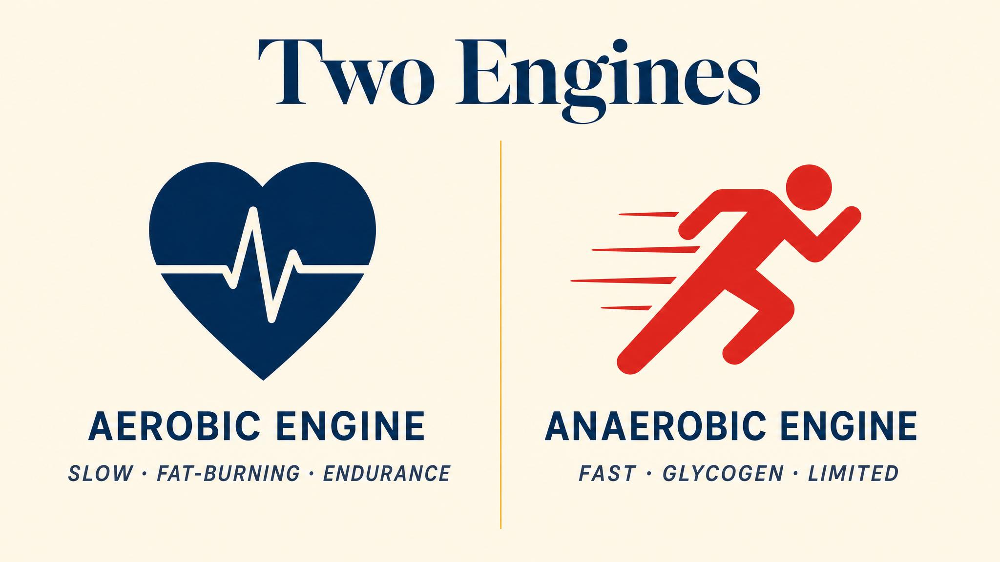 Two Engines
AEROBIC ENGINE
SLOW · FAT-BURNING · ENDURANCE
ANAEROBIC ENGINE
FAST · GLYCOGEN · LIMITED